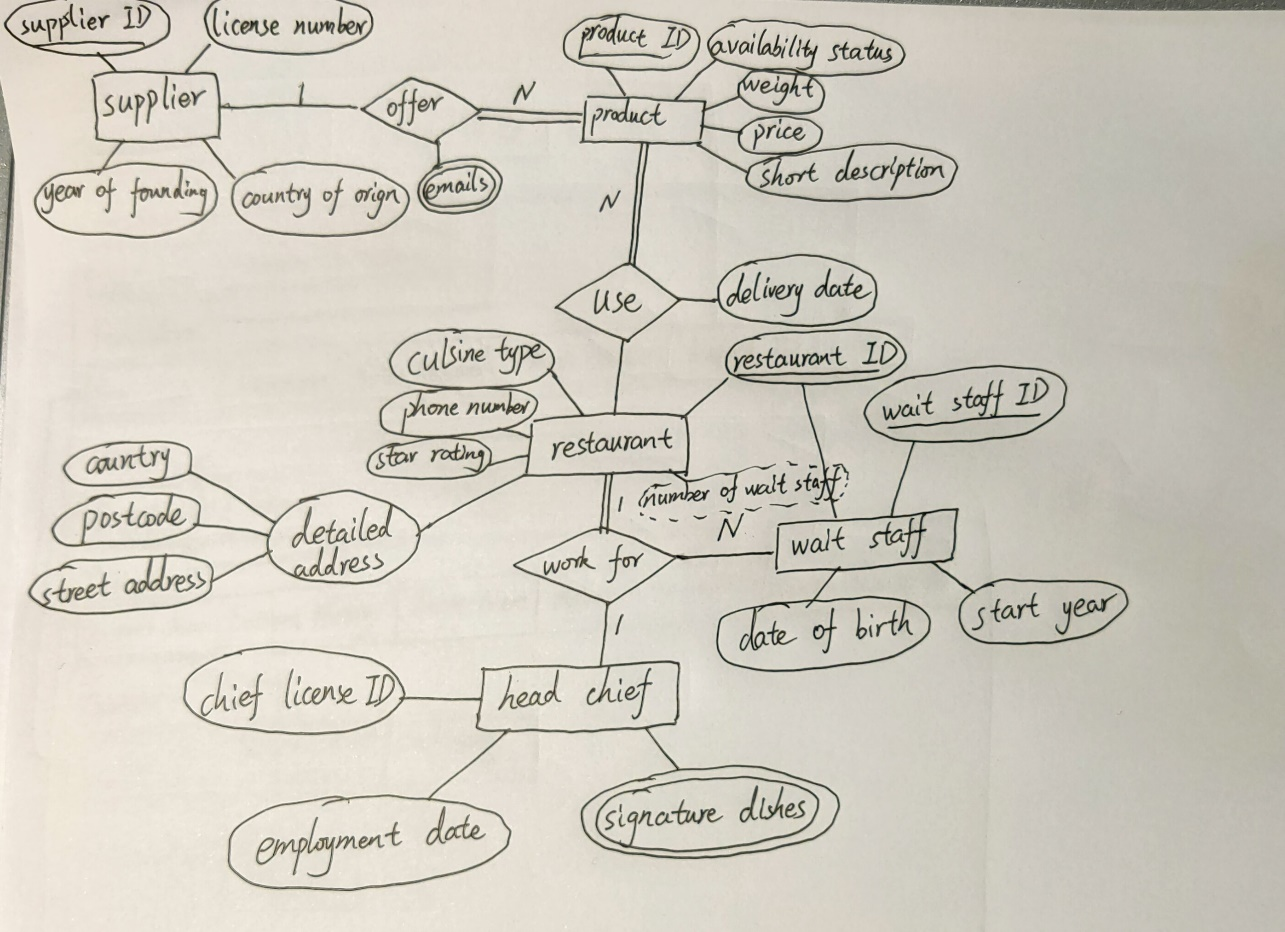 supplier ID
license number
product ID
availability status
supplier
1
offer
N
product
weight
price
short description
year of founding
country of orign
emails
N
use
delivery date
culsine type
restaurant ID
phone number
wait staff ID
restaurant
star rating
country
number of wait staff
postcode
detailed
address
1
N
wait staff
work for
street address
date of birth
start year
1
chief license ID
head chief
employment date
signature dishes